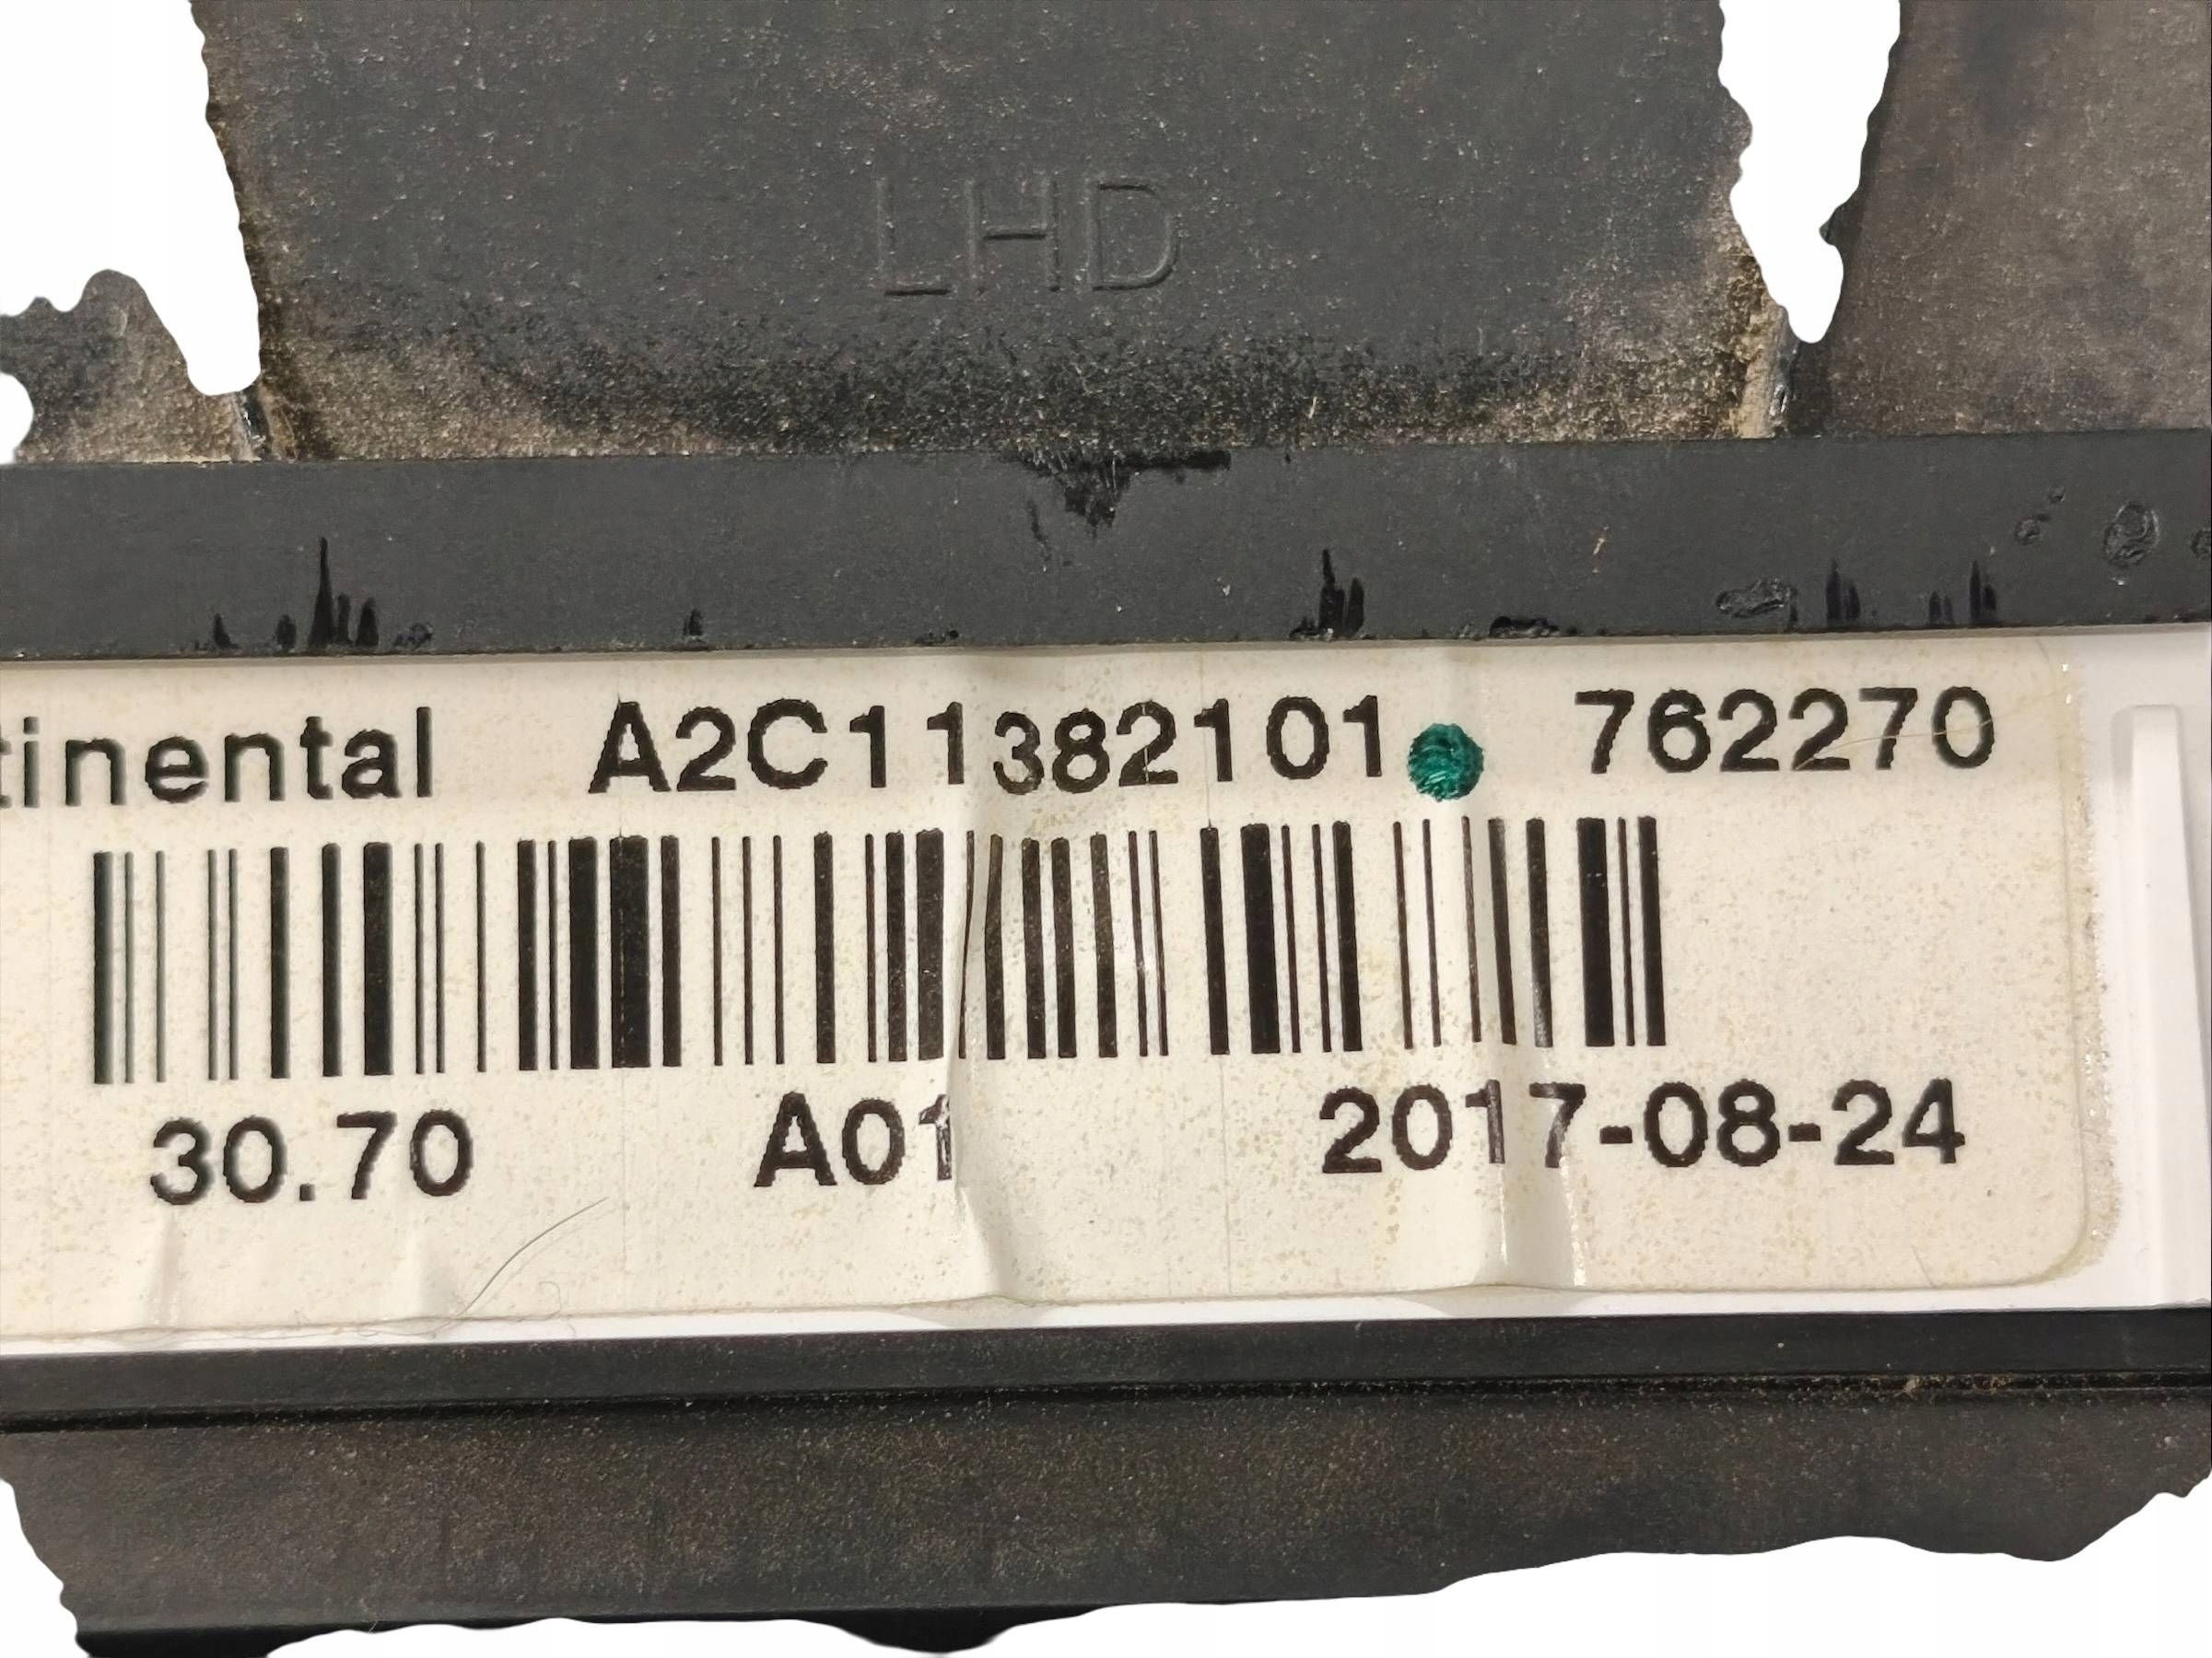 LHD
tinental A2C11382101 762270
30.70 A01 2017-08-24